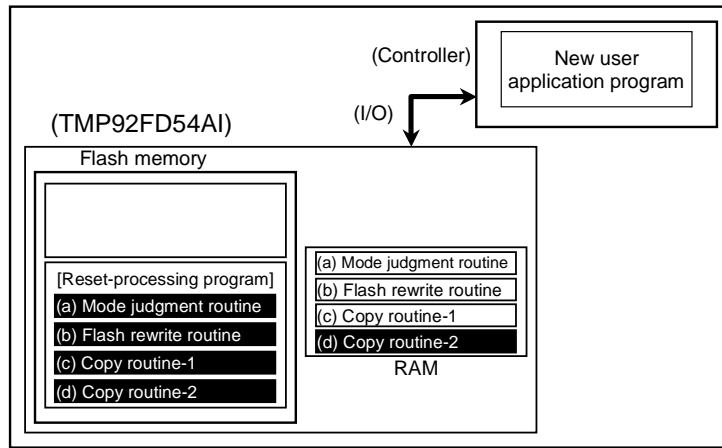 (Controller)
New user
application program
(I/O)
(TMP92FD54AI)
Flash memory
[Reset-processing program]
(a) Mode judgment routine
(b) Flash rewrite routine
(c) Copy routine-1
(d) Copy routine-2
(a) Mode judgment routine
(b) Flash rewrite routine
(c) Copy routine-1
(d) Copy routine-2
RAM